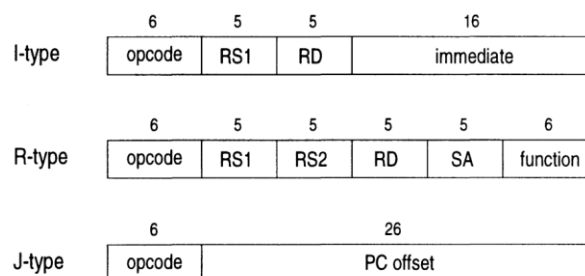 6 5 5 16
I-type opcode RS1 RD immediate
6 5 5 5 5 6
R-type opcode RS1 RS2 RD SA function
6 26
J-type opcode PC offset